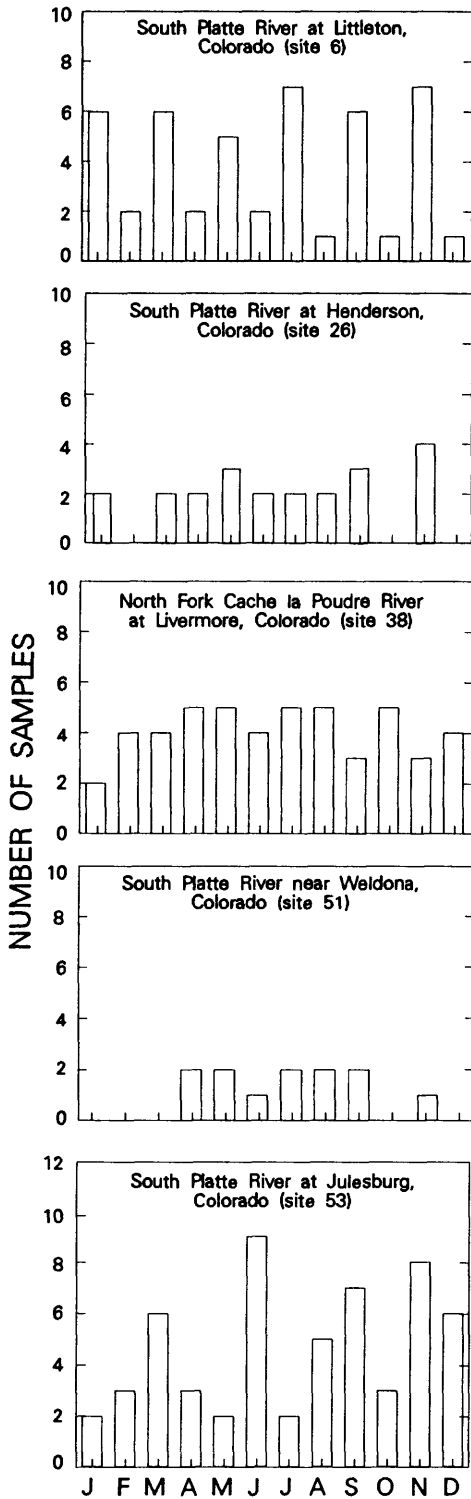 NUMBER OF SAMPLES
10
South Platte River at Littleton,
Colorado (site 6)
8
6
4
2
0
10
South Platte River at Henderson,
Colorado (site 26)
8
6
4
2
0
10
North Fork Cache la Poudre River
at Livermore, Colorado (site 38)
8
6
4
2
0
10
South Platte River near Weldona,
Colorado (site 51)
8
6
4
2
0
12
South Platte River at Julesburg,
Colorado (site 53)
10
8
6
4
2
0
J F M A M J J A S O N D